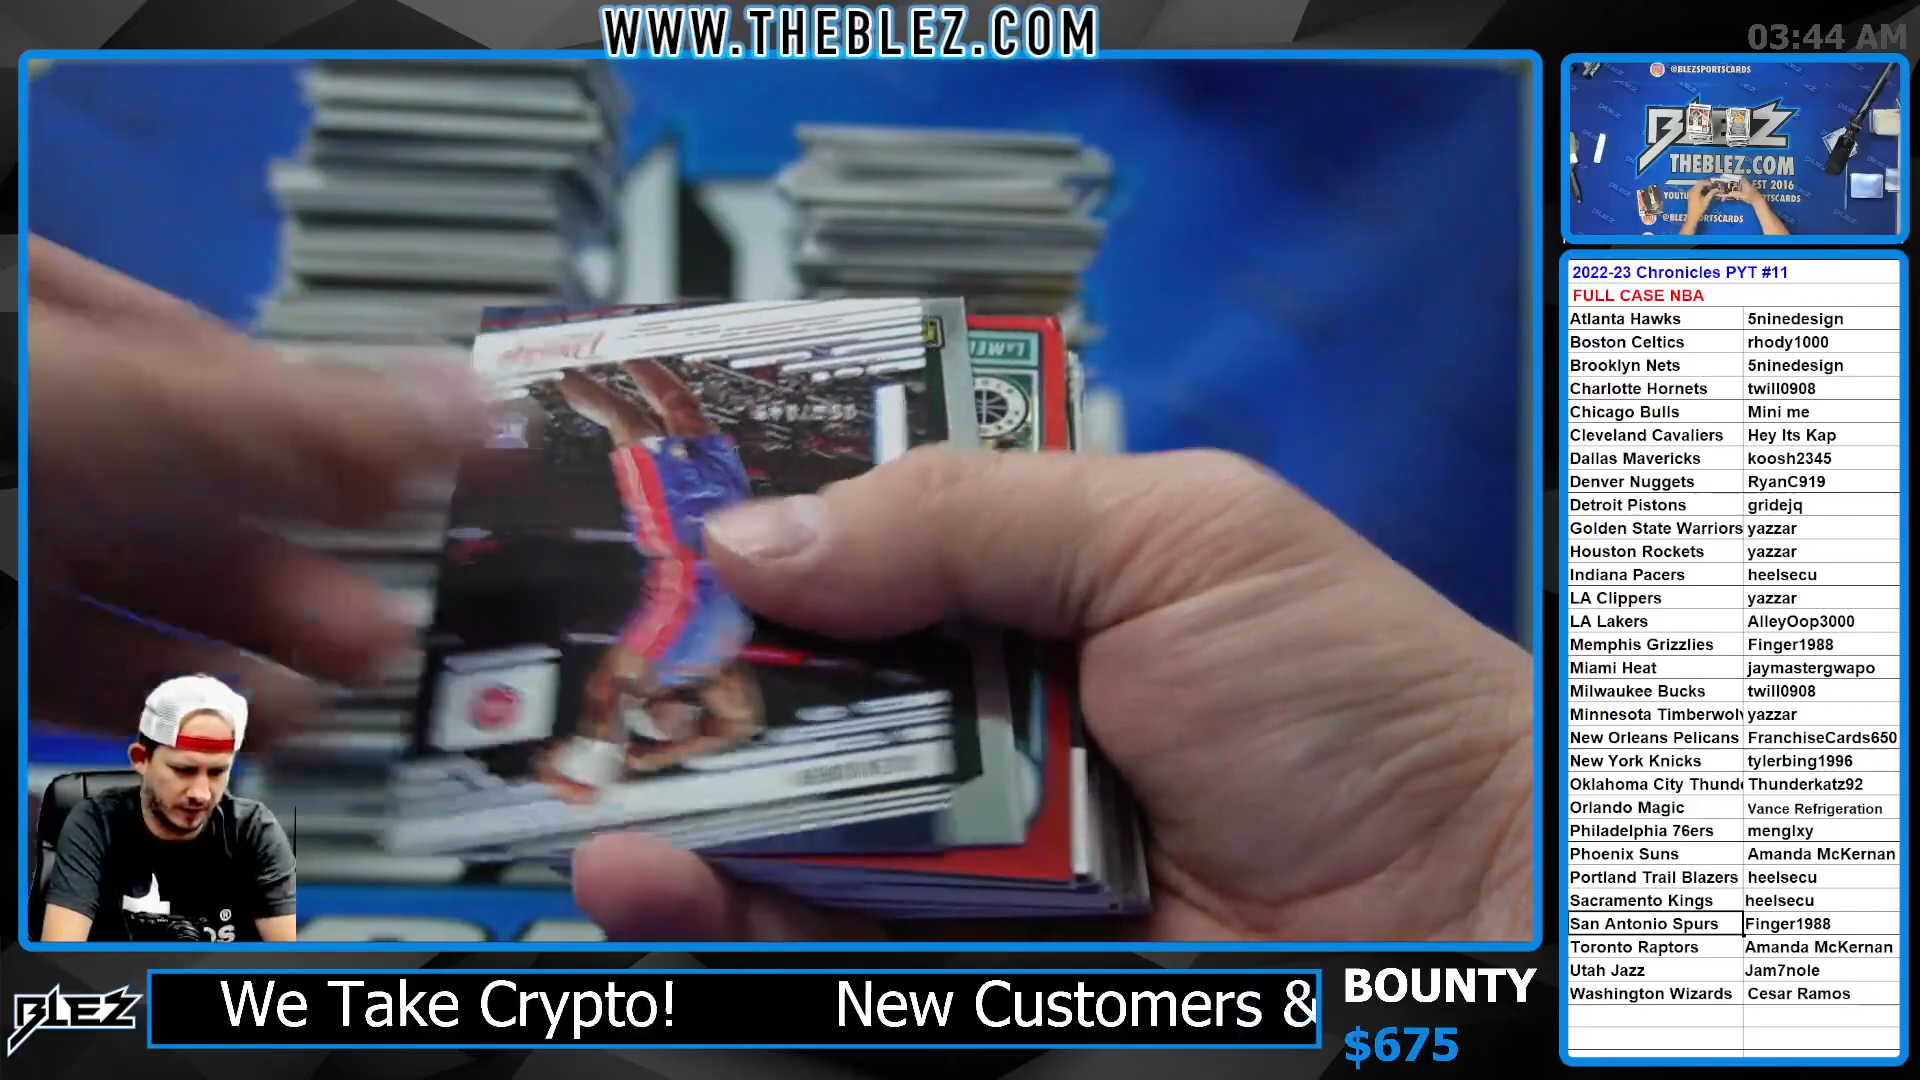 WWW.THEBLEZ.COM
03:44 AM
@BLEZSPORTSCARDS
BLEZ
THEBLEZ.COM
EST 2016
@BLEZSPORTSCARDS
2022-23 Chronicles PYT #11
FULL CASE NBA
Atlanta Hawks 5ninedesign
Boston Celtics rhody1000
Brooklyn Nets 5ninedesign
Charlotte Hornets twill0908
Chicago Bulls Mini me
Cleveland Cavaliers Hey Its Kap
Dallas Mavericks koosh2345
Denver Nuggets RyanC919
Detroit Pistons gridejq
Golden State Warriors yazzar
Houston Rockets yazzar
Indiana Pacers heelsecu
LA Clippers yazzar
LA Lakers AlleyOop3000
Memphis Grizzlies Finger1988
Miami Heat jaymastergwapo
Milwaukee Bucks twill0908
Minnesota Timberwolv yazzar
New Orleans Pelicans FranchiseCards650
New York Knicks tylerbing1996
Oklahoma City Thunde Thunderkatz92
Orlando Magic Vance Refrigeration
Philadelphia 76ers menglxy
Phoenix Suns Amanda McKernan
Portland Trail Blazers heelsecu
Sacramento Kings heelsecu
San Antonio Spurs Finger1988
Toronto Raptors Amanda McKernan
Utah Jazz Jam7nole
Washington Wizards Cesar Ramos
BLEZ
We Take Crypto! New Customers &
BOUNTY
$675